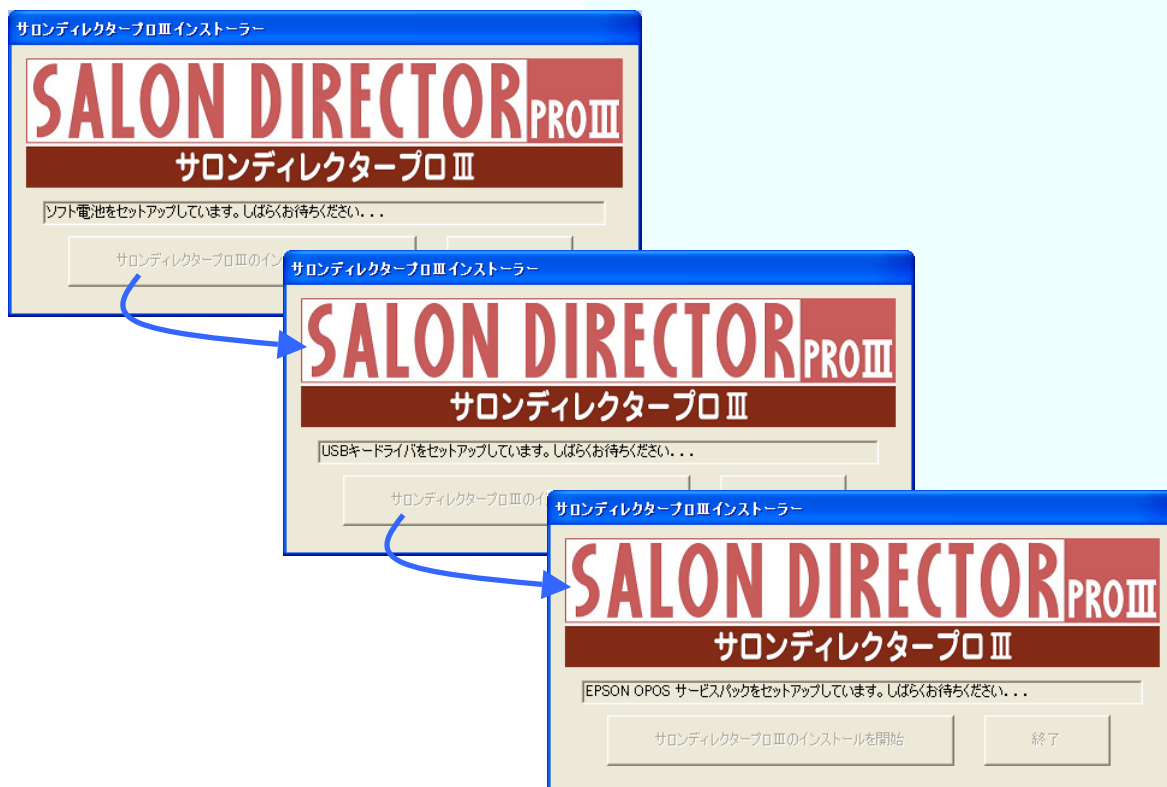 サロンディレクタープロⅢインストーラー
SALON DIRECTOR PROⅢ
サロンディレクタープロⅢ
ソフト電池をセットアップしています。しばらくお待ちください...
サロンディレクタープロⅢのイン
サロンディレクタープロⅢインストーラー
SALON DIRECTOR PROⅢ
サロンディレクタープロⅢ
USBキードライバをセットアップしています。しばらくお待ちください...
サロンディレクタープロⅢのイ
サロンディレクタープロⅢインストーラー
SALON DIRECTOR PROⅢ
サロンディレクタープロⅢ
EPSON OPOS サービスパックをセットアップしています。しばらくお待ちください...
サロンディレクタープロⅢのインストールを開始
終了